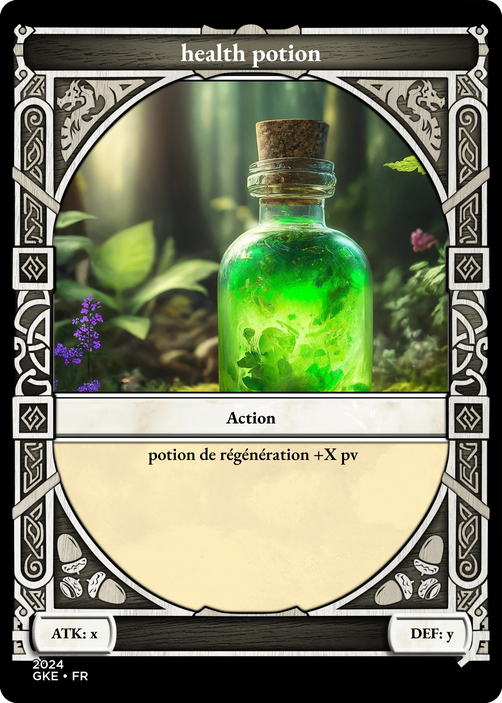 health potion
Action
potion de régénération +X pv
ATK: x
DEF: y
2024
GKE • FR